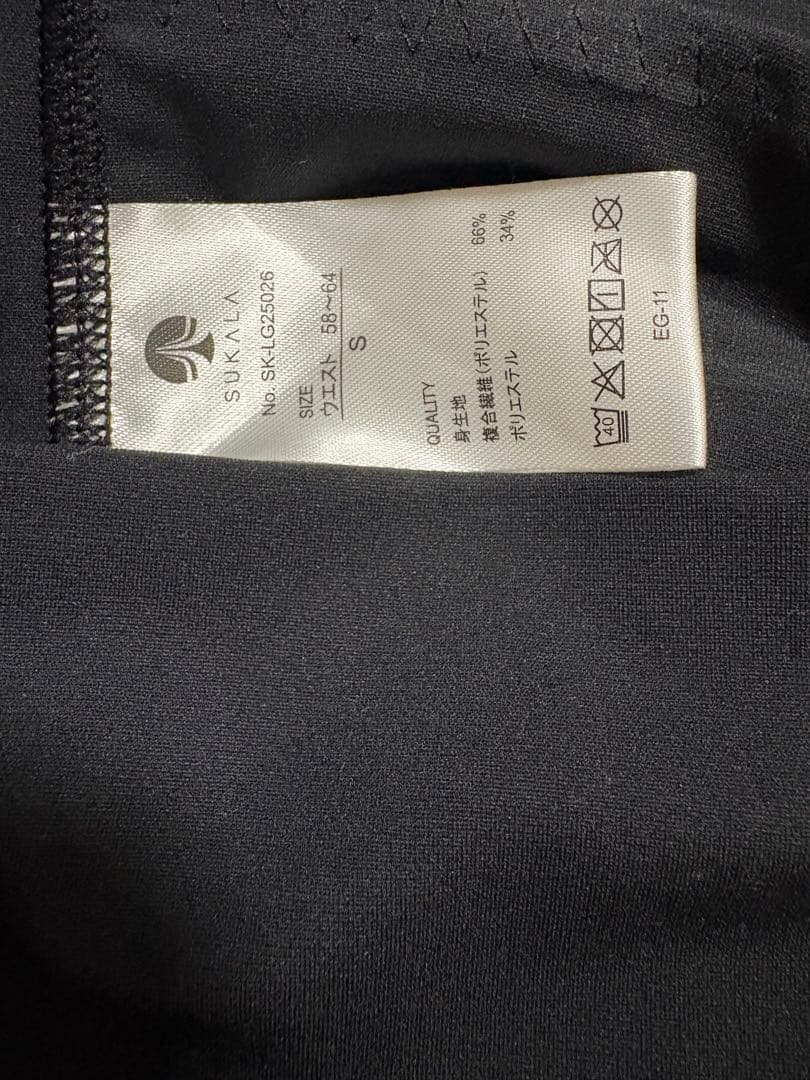 SUKALA
No. SK-LG25026
SIZE
ウエスト 58～64
S
QUALITY
身生地
複合繊維(ポリエステル) 66%
ポリエステル 34%
40
EG-11